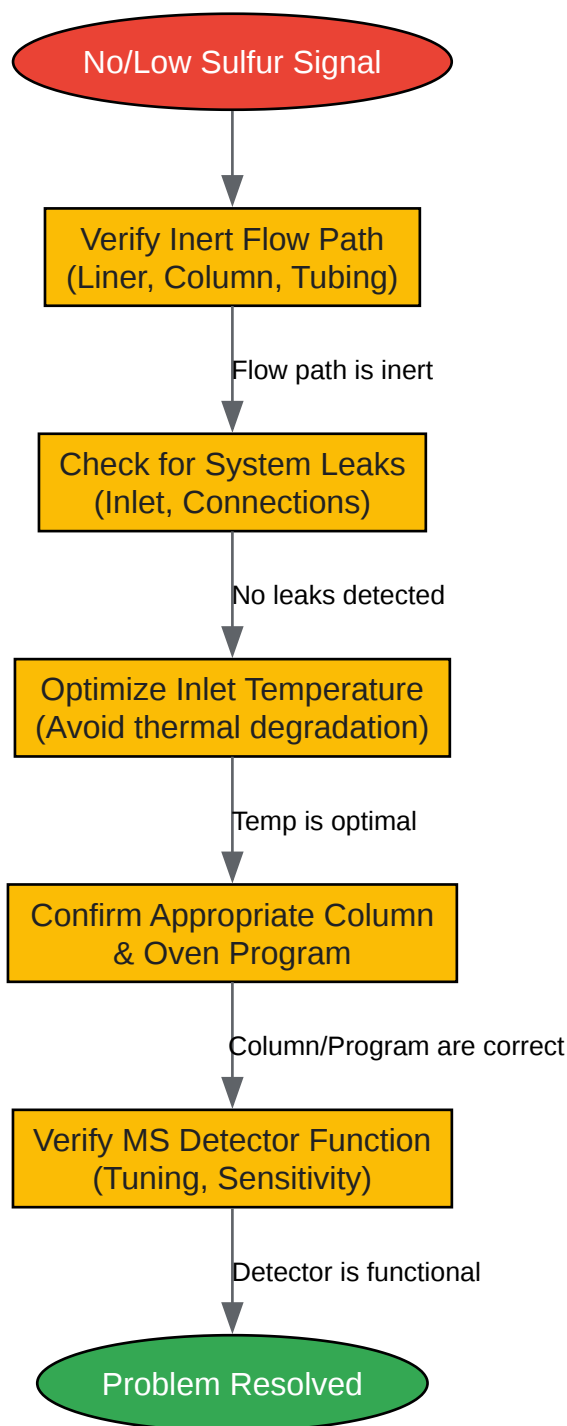 No/Low Sulfur Signal
Verify Inert Flow Path
(Liner, Column, Tubing)
Flow path is inert
Check for System Leaks
(Inlet, Connections)
No leaks detected
Optimize Inlet Temperature
(Avoid thermal degradation)
Temp is optimal
Confirm Appropriate Column
& Oven Program
Column/Program are correct
Verify MS Detector Function
(Tuning, Sensitivity)
Detector is functional
Problem Resolved